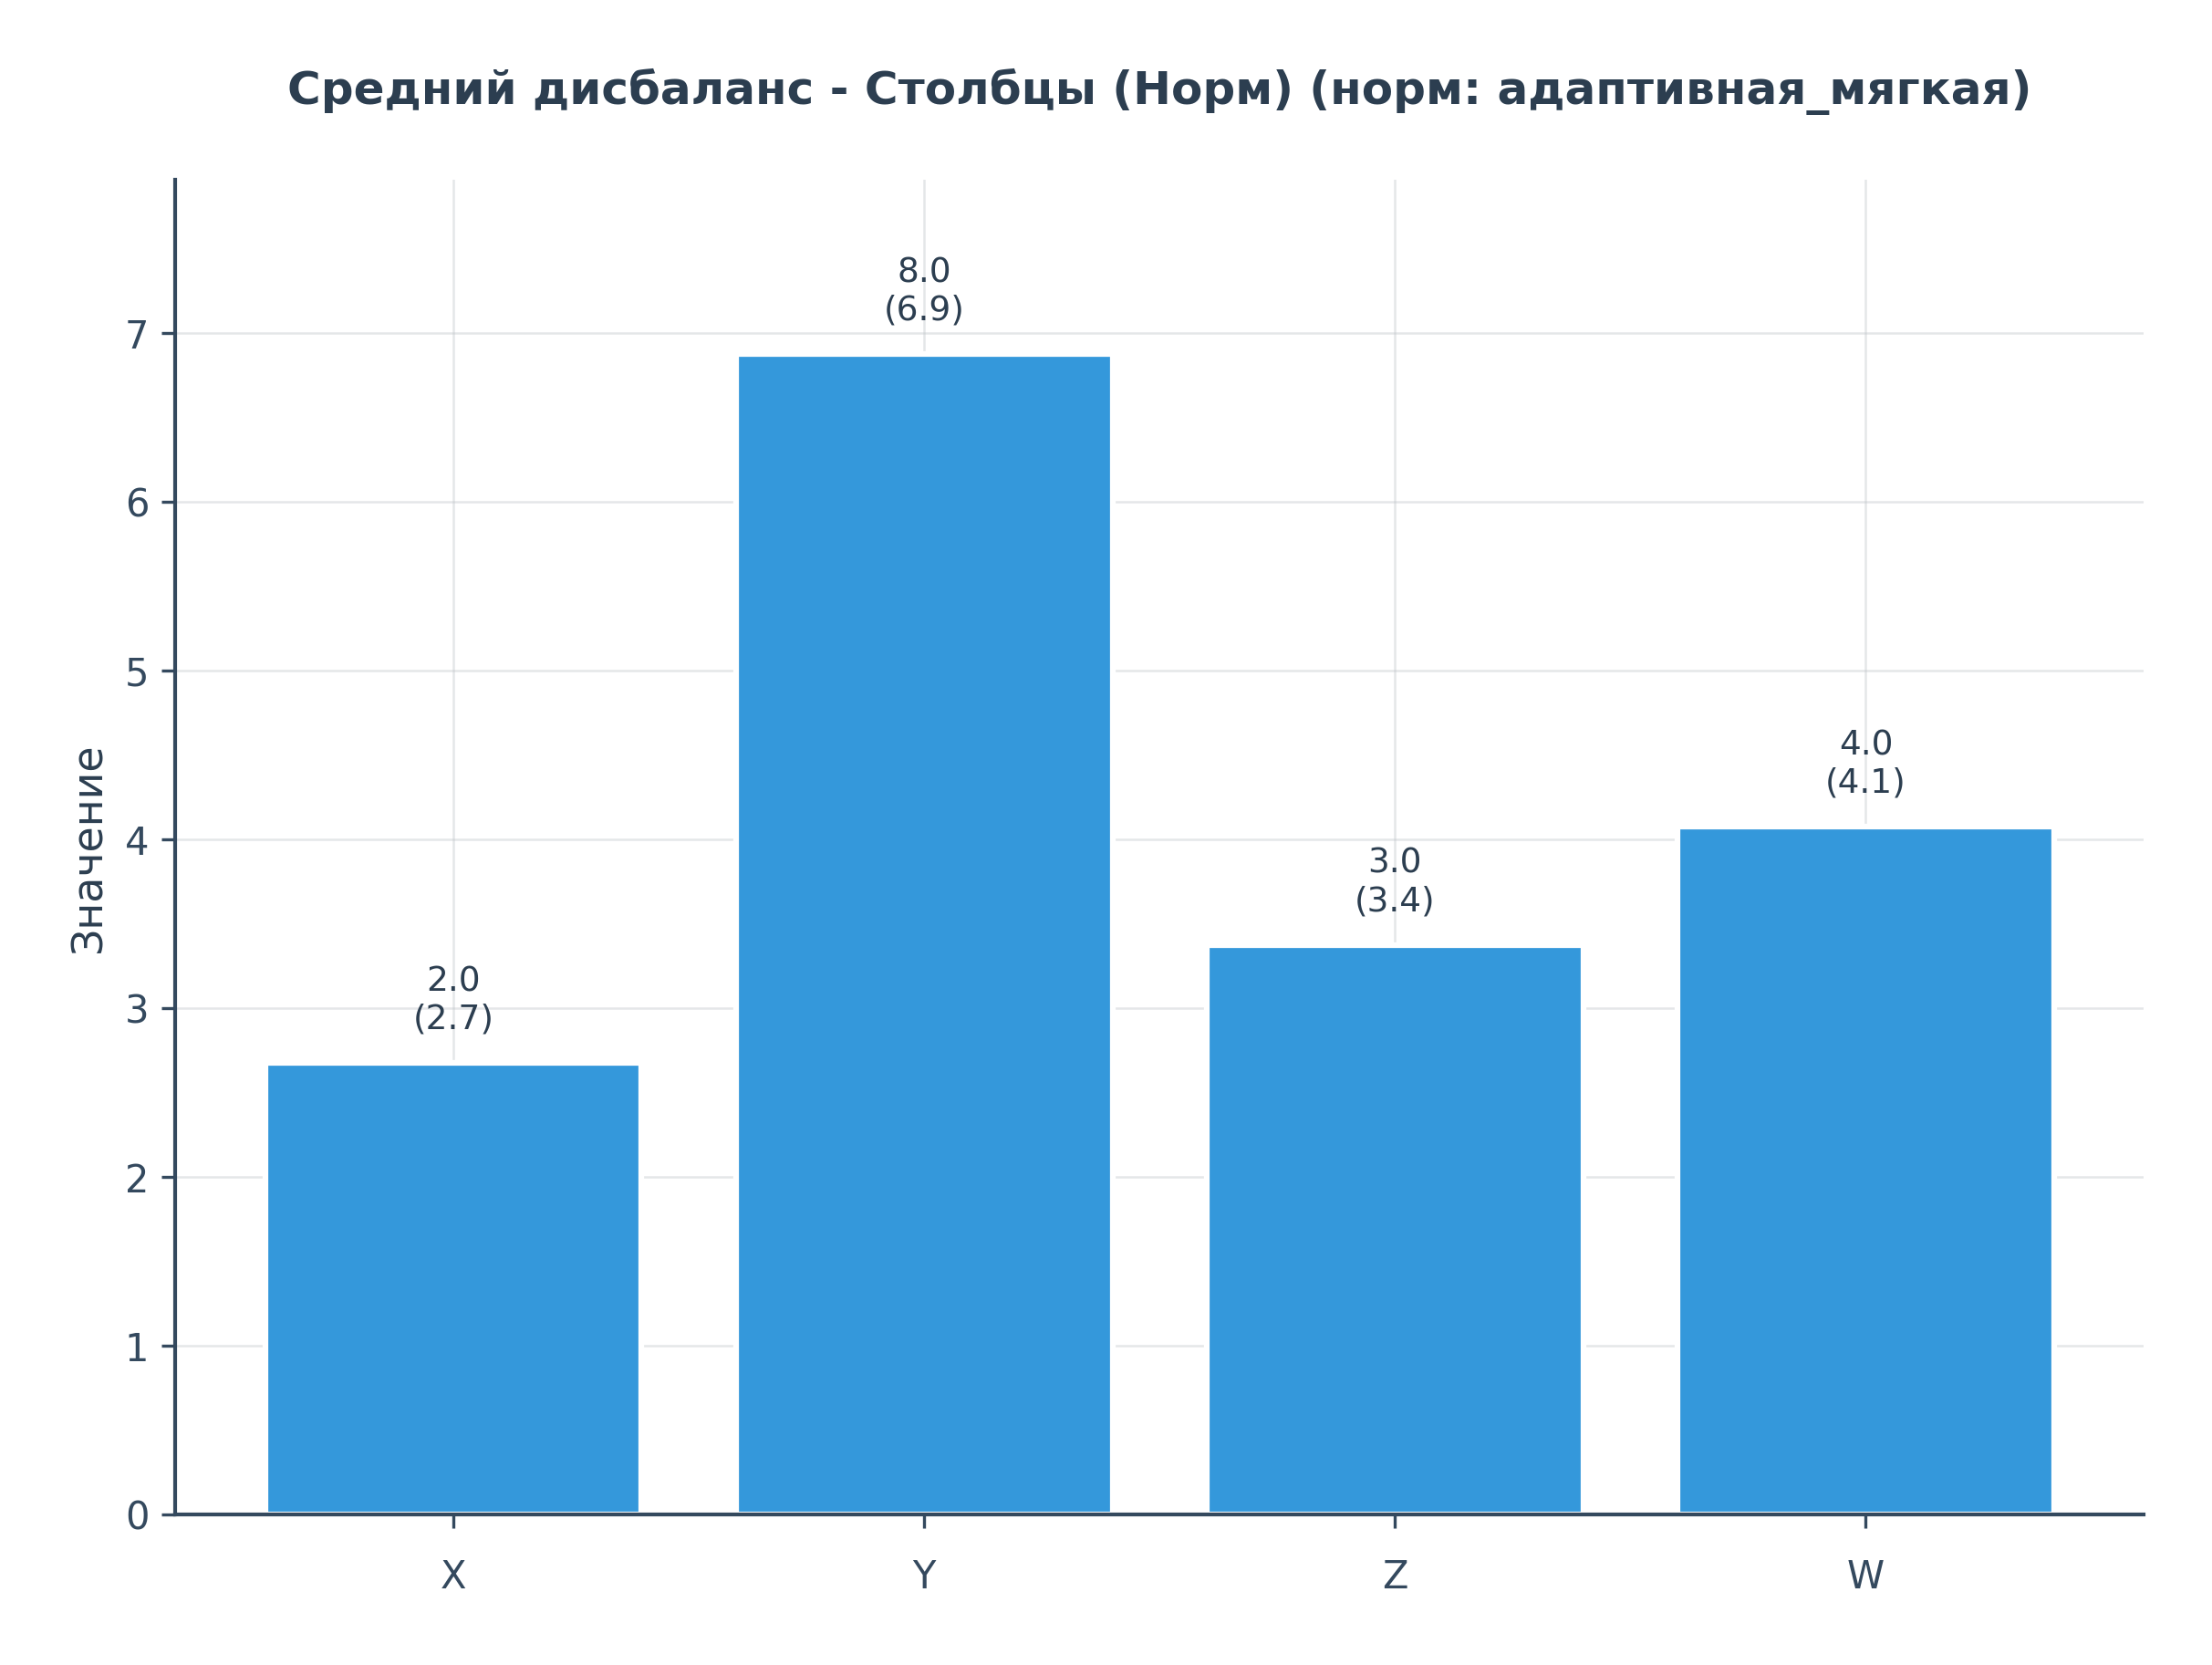 Средний дисбаланс - Столбцы (Норм) (норм: адаптивная_мягкая)
Значение
7
6
5
4
3
2
1
0
2.0
(2.7)
8.0
(6.9)
3.0
(3.4)
4.0
(4.1)
X
Y
Z
W